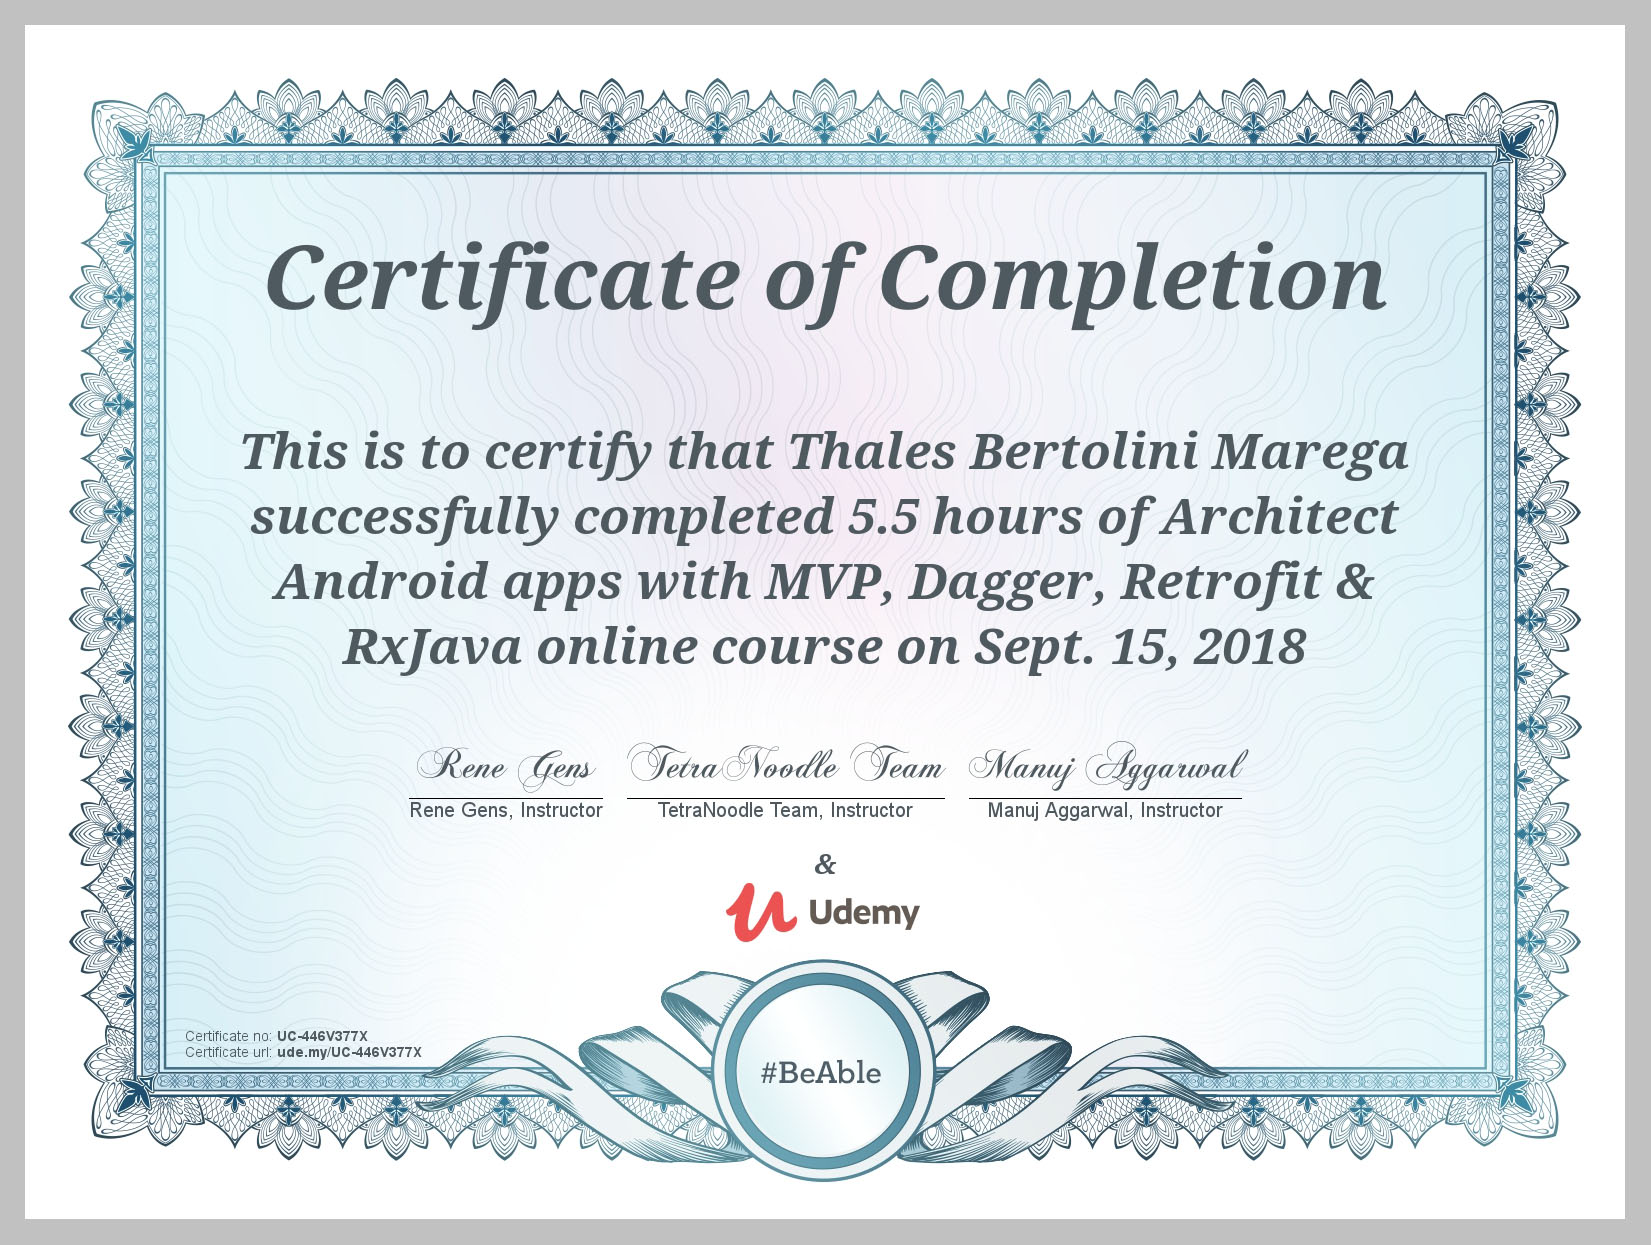 Certificate of Completion
This is to certify that Thales Bertolini Marega
successfully completed 5.5 hours of Architect
Android apps with MVP, Dagger, Retrofit &
RxJava online course on Sept. 15, 2018
Rene Gens TetraNoodle Team Manuj Aggarwal
Rene Gens, Instructor TetraNoodle Team, Instructor Manuj Aggarwal, Instructor
&
Udemy
Certificate no: UC-446V377X
Certificate url: ude.my/UC-446V377X
#BeAble